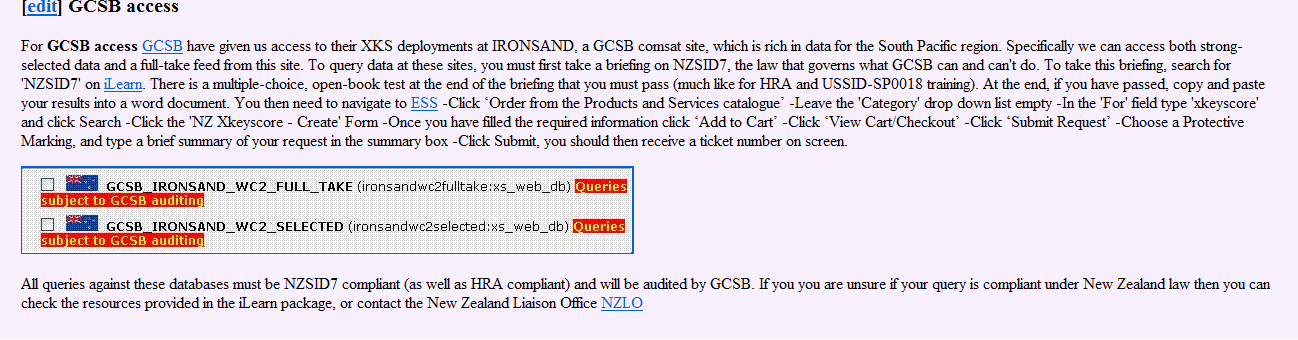 [edit] GCSB access
For GCSB access GCSB have given us access to their XKS deployments at IRONSAND, a GCSB comsat site, which is rich in data for the South Pacific region. Specifically we can access both strong-
selected data and a full-take feed from this site. To query data at these sites, you must first take a briefing on NZSID7, the law that governs what GCSB can and can't do. To take this briefing, search for
'NZSID7' on iLearn. There is a multiple-choice, open-book test at the end of the briefing that you must pass (much like for HRA and USSID-SP0018 training). At the end, if you have passed, copy and paste
your results into a word document. You then need to navigate to ESS -Click ‘Order from the Products and Services catalogue’ -Leave the 'Category' drop down list empty -In the 'For' field type 'xkeyscore'
and click Search -Click the 'NZ Xkeyscore - Create' Form -Once you have filled the required information click ‘Add to Cart’ -Click ‘View Cart/Checkout’ -Click ‘Submit Request’ -Choose a Protective
Marking, and type a brief summary of your request in the summary box -Click Submit, you should then receive a ticket number on screen.
GCSB_IRONSAND_WC2_FULL_TAKE (ironsandwc2fulltake:xs_web_db) Queries
subject to GCSB auditing
GCSB_IRONSAND_WC2_SELECTED (ironsandwc2selected:xs_web_db) Queries
subject to GCSB auditing
All queries against these databases must be NZSID7 compliant (as well as HRA compliant) and will be audited by GCSB. If you you are unsure if your query is compliant under New Zealand law then you can
check the resources provided in the iLearn package, or contact the New Zealand Liaison Office NZLO